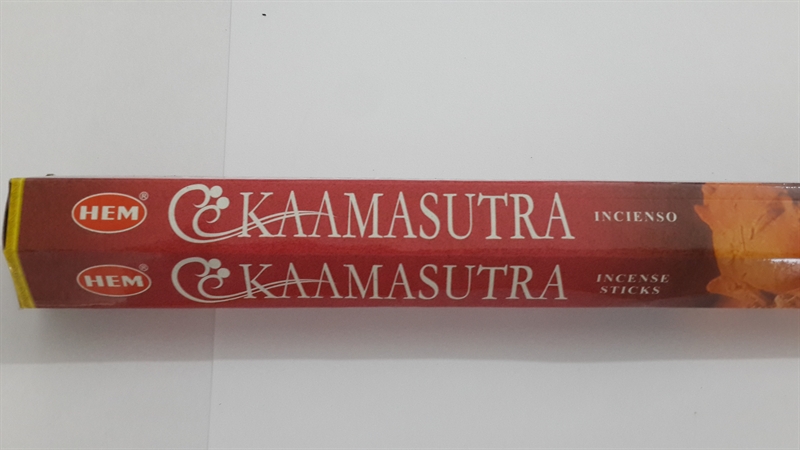 HEM® KAAMASUTRA INCIENSO
HEM® KAAMASUTRA INCENSE
STICKS